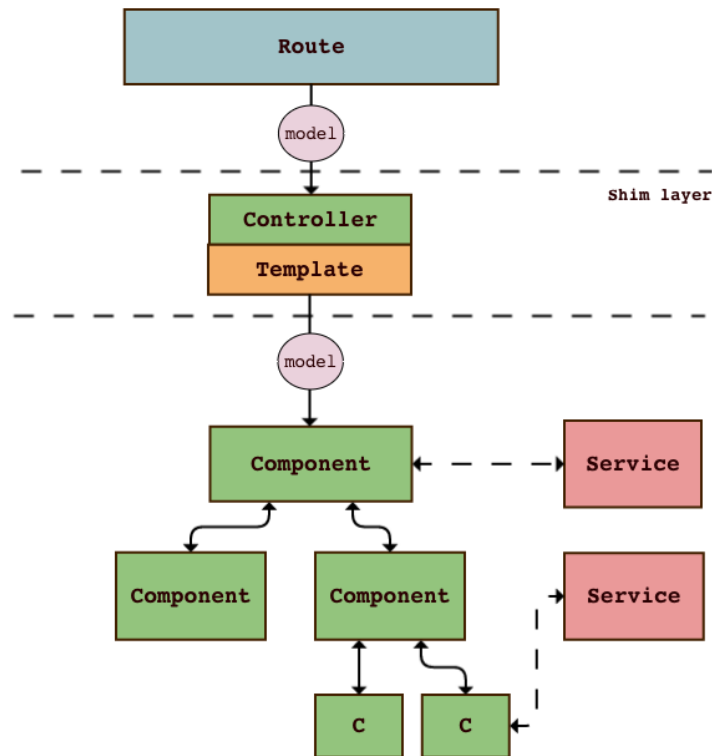 Route
model
Shim layer
Controller
Template
model
Component
Service
Component
Component
Service
C
C